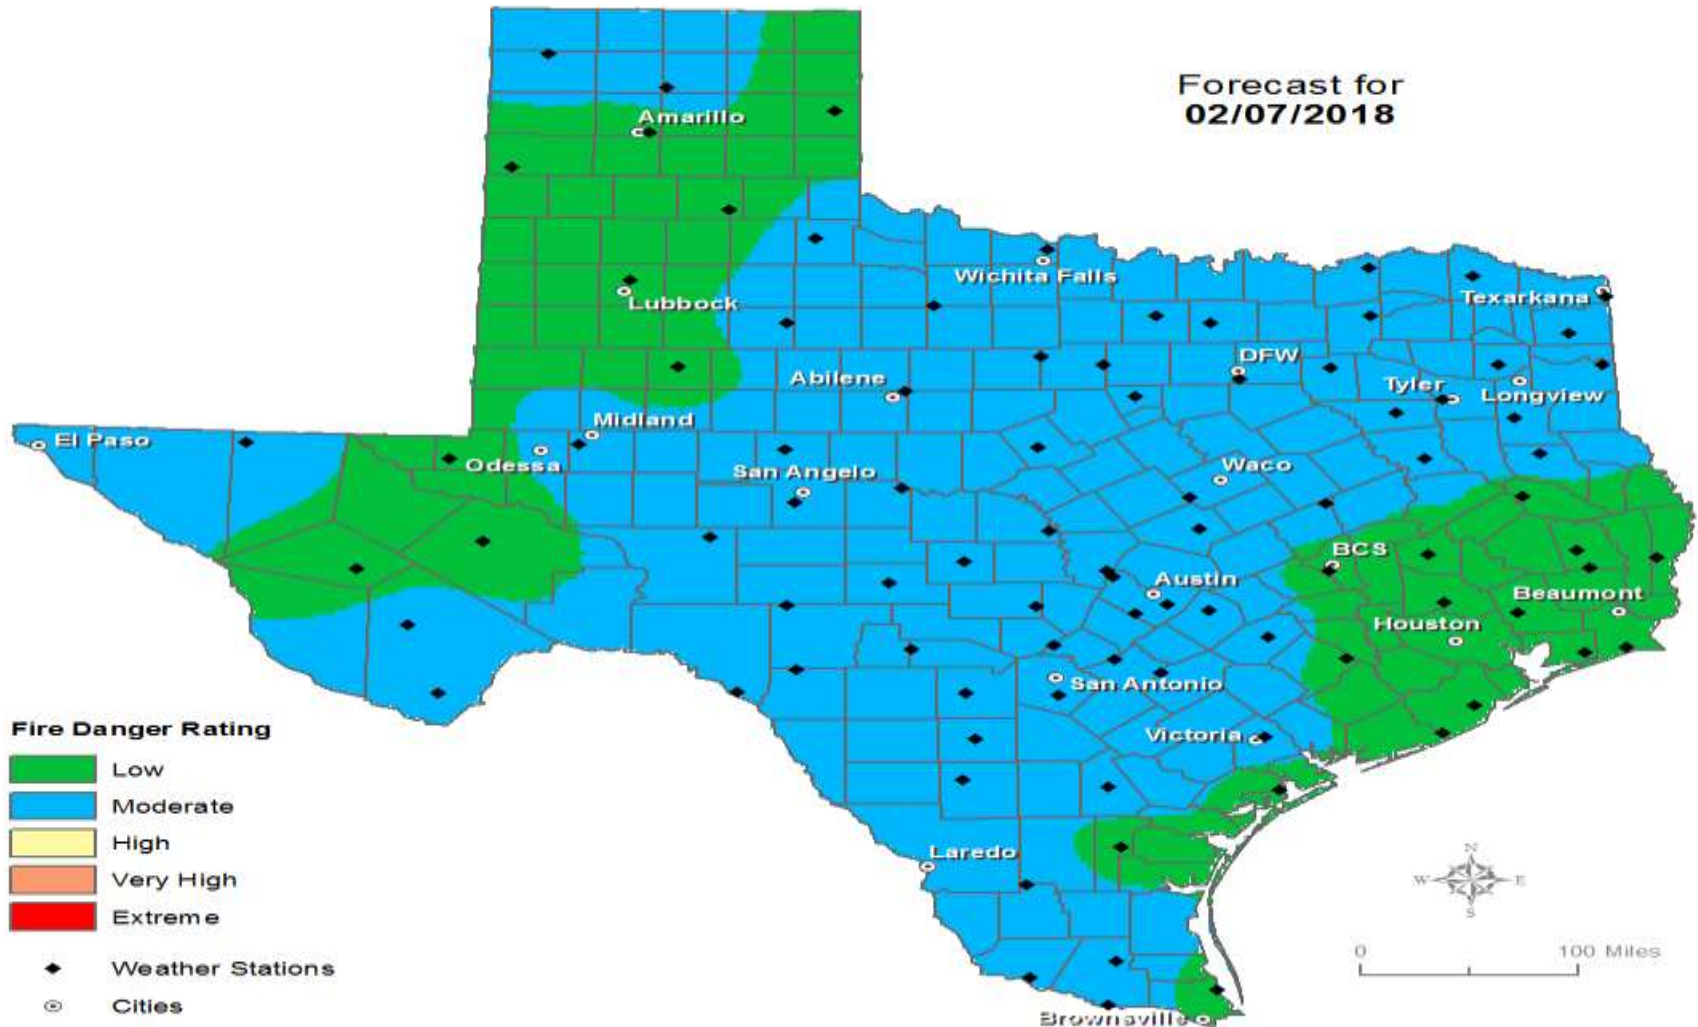 Forecast for
02/07/2018
Amarillo
Wichita Falls
Lubbock
Texarkana
DFW
Abilene
Tyler
Longview
Midland
El Paso
Odessa
San Angelo
Waco
BCS
Austin
Beaumont
Houston
San Antonio
Victoria
Laredo
Brownsville
Fire Danger Rating
Low
Moderate
High
Very High
Extreme
Weather Stations
Cities
N
W E
S
0 100 Miles